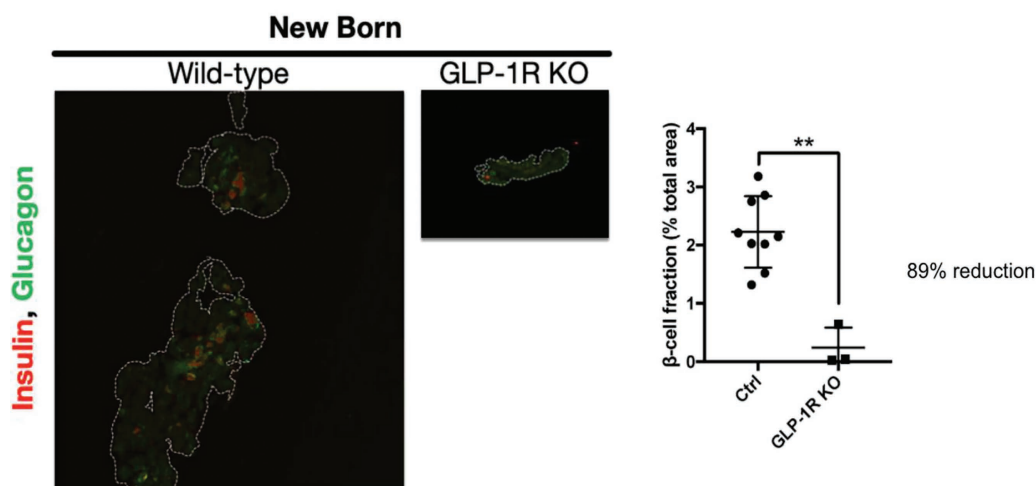 New Born
Wild-type
GLP-1R KO
Insulin, Glucagon
β-cell fraction (% total area)
4
3
2
1
0
**
Ctrl
GLP-1R KO
89% reduction